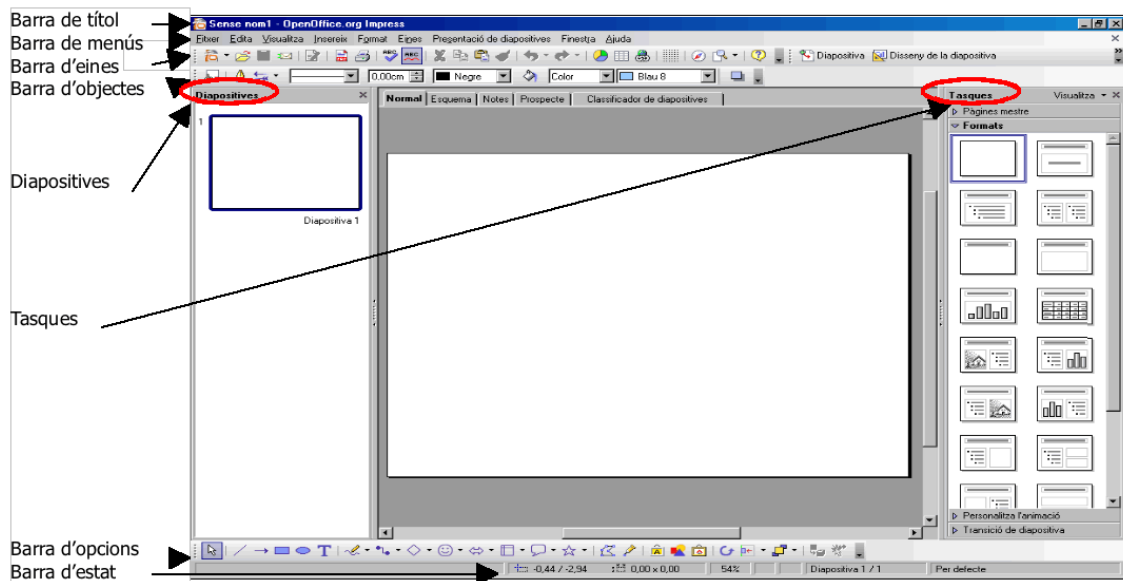 Barra de títol
Sense nom1 - OpenOffice.org Impress
Barra de menús
Fitxer Edita Visualitza Insereix Format Eines Presentació de diapositives Finestra Ajuda
Barra d'eines
Diapositiva Disseny de la diapositiva
Barra d'objectes
0,00cm Negre Color Blau 8
Diapositives
Normal Esquema Notes Prospecte Classificador de diapositives
Tasques Visualitza
Pàgines mestre
Formats
1
Diapositives
Diapositiva 1
Tasques
Personalitza l'animació
Transició de diapositiva
Barra d'opcions
Barra d'estat
-0,44 / -2,94 0,00 x 0,00 54% Diapositiva 1 / 1 Per defecte